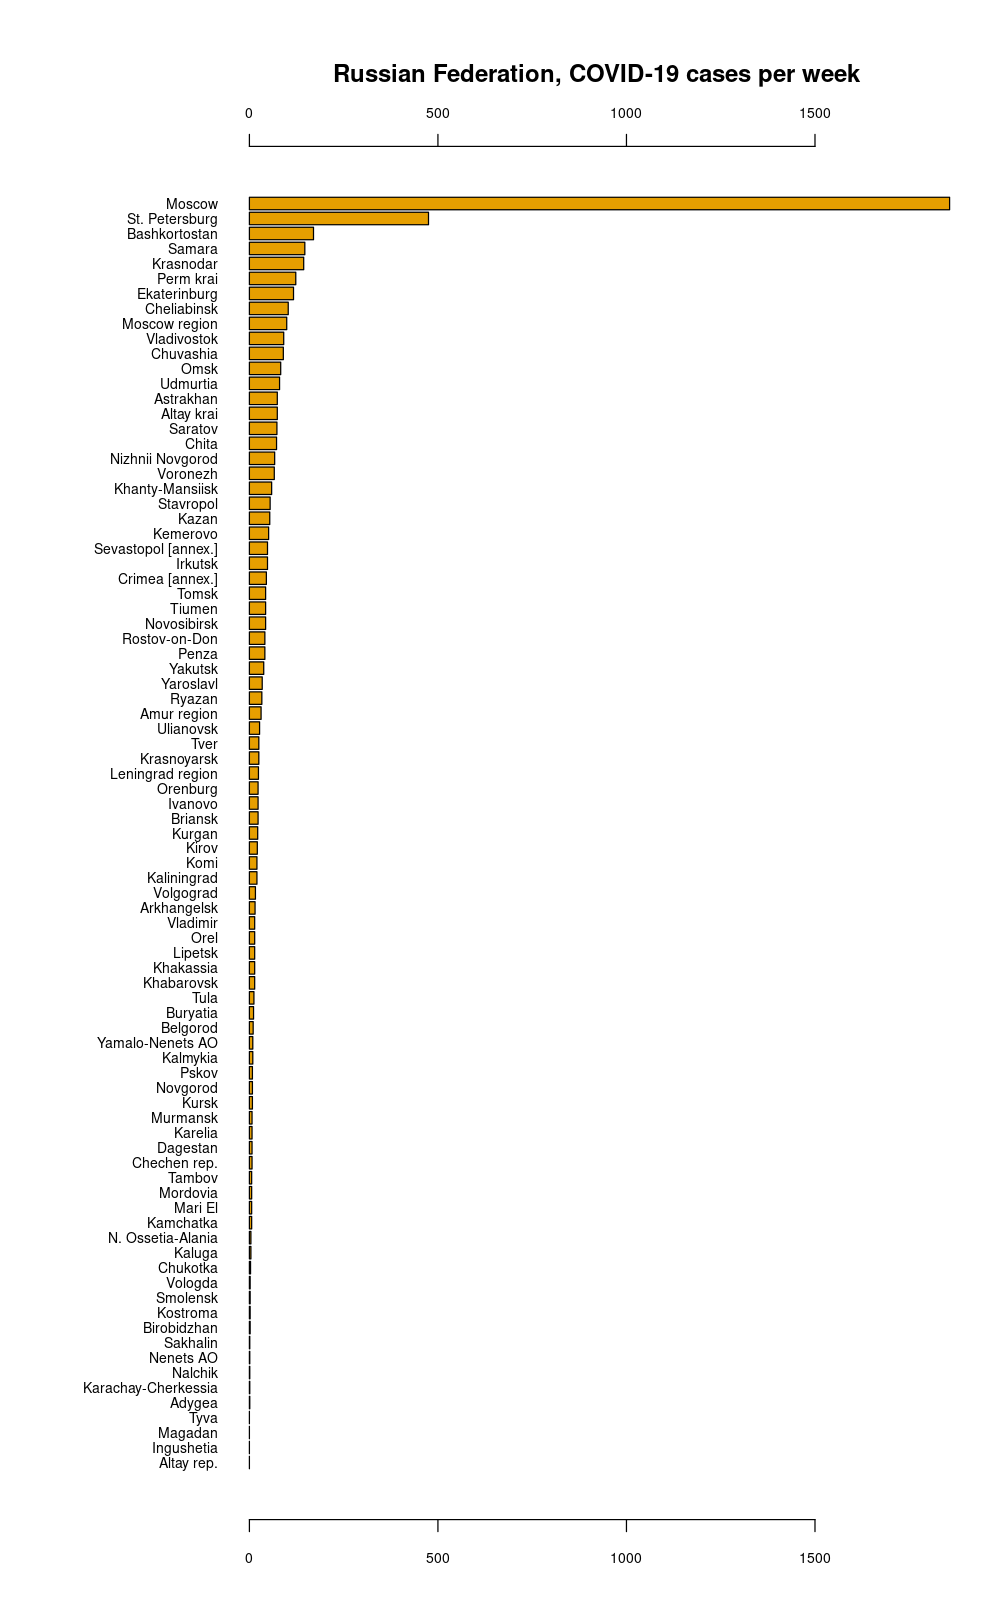 Russian Federation, COVID-19 cases per week
0 500 1000 1500
Moscow
St. Petersburg
Bashkortostan
Samara
Krasnodar
Perm krai
Ekaterinburg
Cheliabinsk
Moscow region
Vladivostok
Chuvashia
Omsk
Udmurtia
Astrakhan
Altay krai
Saratov
Chita
Nizhnii Novgorod
Voronezh
Khanty-Mansiisk
Stavropol
Kazan
Kemerovo
Sevastopol [annex.]
Irkutsk
Crimea [annex.]
Tomsk
Tiumen
Novosibirsk
Rostov-on-Don
Penza
Yakutsk
Yaroslavl
Ryazan
Amur region
Ulianovsk
Tver
Krasnoyarsk
Leningrad region
Orenburg
Ivanovo
Briansk
Kurgan
Kirov
Komi
Kaliningrad
Volgograd
Arkhangelsk
Vladimir
Orel
Lipetsk
Khakassia
Khabarovsk
Tula
Buryatia
Belgorod
Yamalo-Nenets AO
Kalmykia
Pskov
Novgorod
Kursk
Murmansk
Karelia
Dagestan
Chechen rep.
Tambov
Mordovia
Mari El
Kamchatka
N. Ossetia-Alania
Kaluga
Chukotka
Vologda
Smolensk
Kostroma
Birobidzhan
Sakhalin
Nenets AO
Nalchik
Karachay-Cherkessia
Adygea
Tyva
Magadan
Ingushetia
Altay rep.
0 500 1000 1500